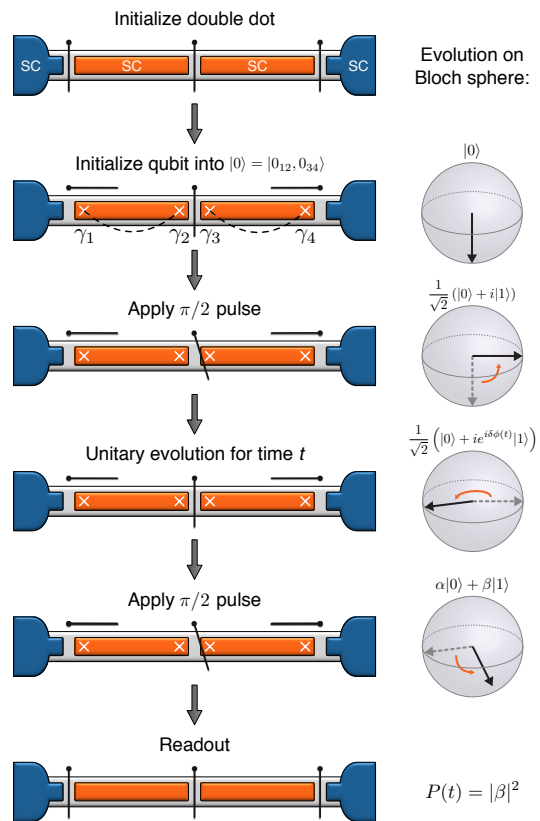 Initialize double dot
SC SC SC SC
Evolution on
Bloch sphere:
Initialize qubit into |0⟩ = |0₁₂, 0₃₄⟩
|0⟩
γ₁ γ₂ γ₃ γ₄
Apply π/2 pulse
1/√2 (|0⟩ + i|1⟩)
Unitary evolution for time t
1/√2 (|0⟩ + ie^{iδϕ(t)}|1⟩)
Apply π/2 pulse
α|0⟩ + β|1⟩
Readout
P(t) = |β|²